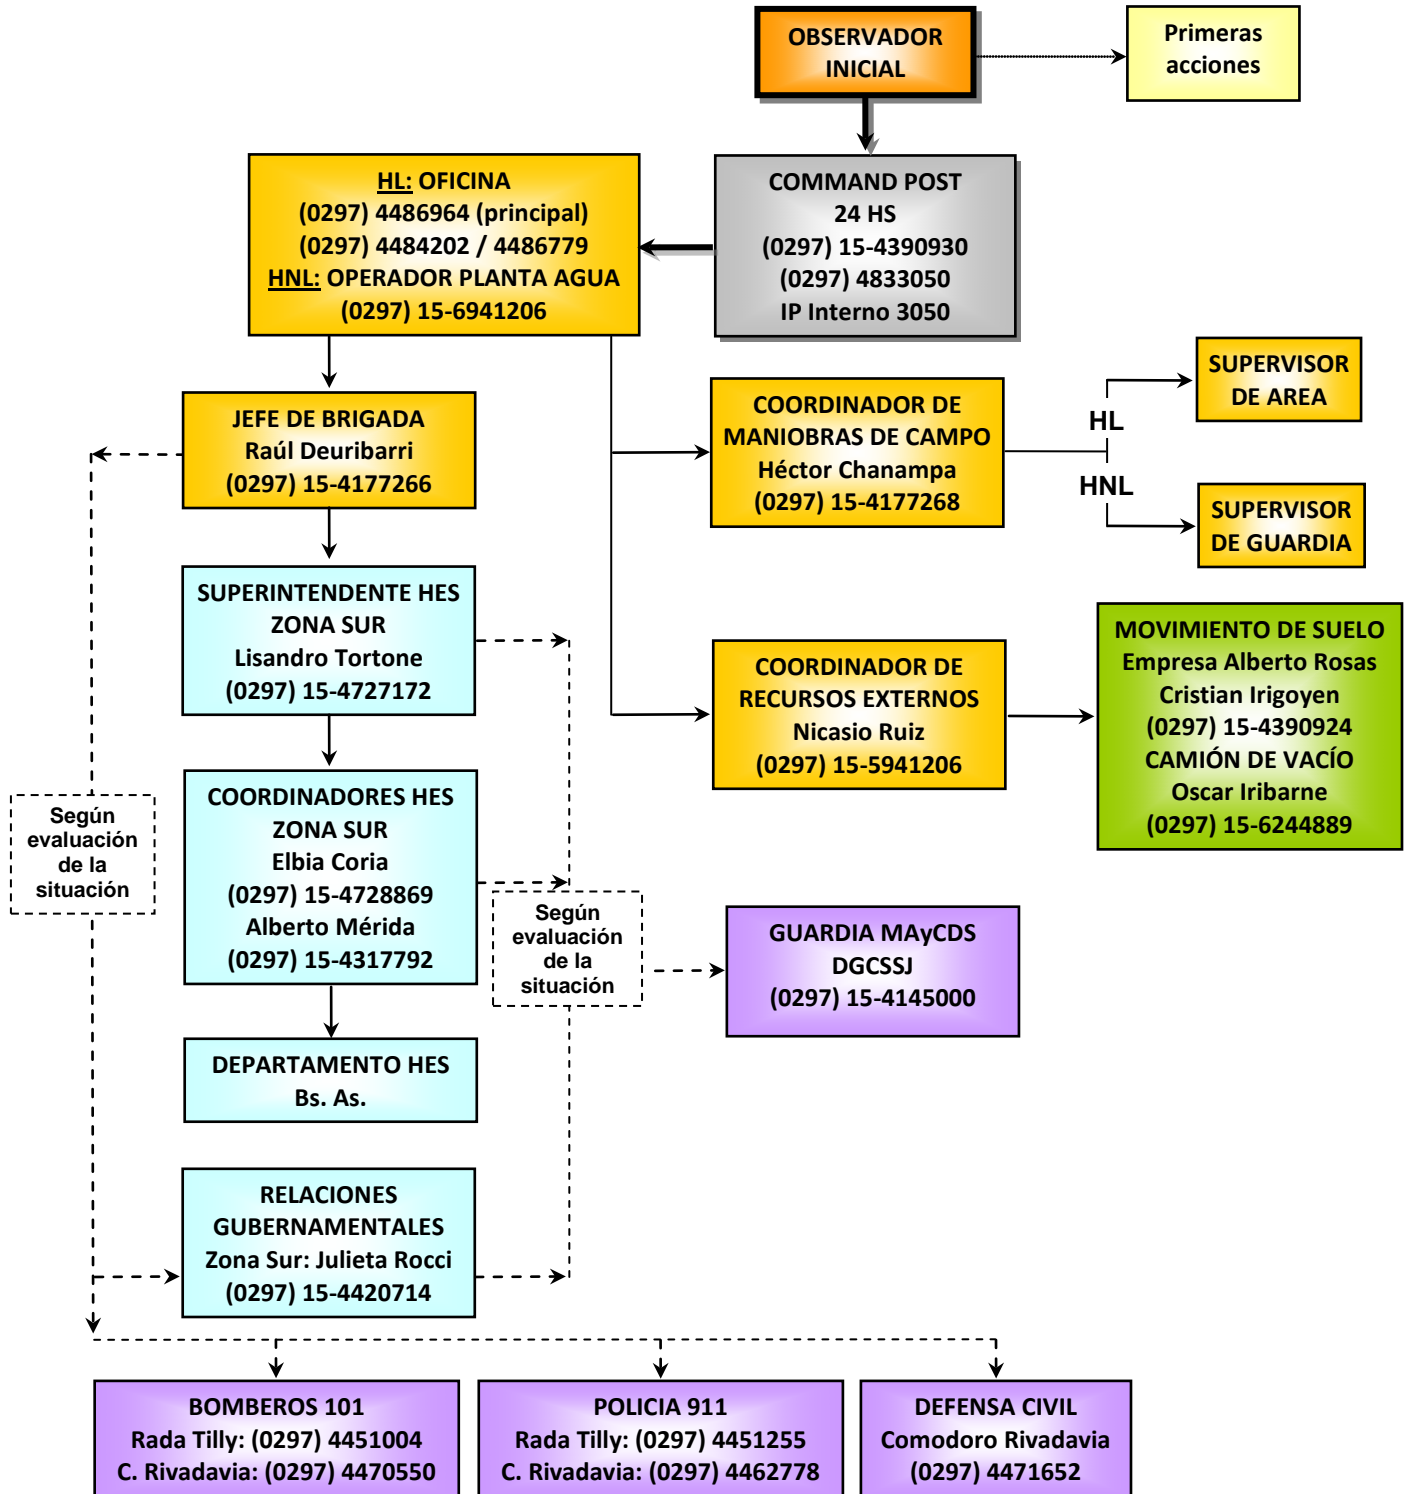 OBSERVADOR
INICIAL
Primeras
acciones
HL: OFICINA
(0297) 4486964 (principal)
(0297) 4484202 / 4486779
HNL: OPERADOR PLANTA AGUA
(0297) 15-6941206
COMMAND POST
24 HS
(0297) 15-4390930
(0297) 4833050
IP Interno 3050
JEFE DE BRIGADA
Raúl Deuribarri
(0297) 15-4177266
COORDINADOR DE
MANIOBRAS DE CAMPO
Héctor Chanampa
(0297) 15-4177268
HL
HNL
SUPERVISOR
DE AREA
SUPERVISOR
DE GUARDIA
SUPERINTENDENTE HES
ZONA SUR
Lisandro Tortone
(0297) 15-4727172
COORDINADOR DE
RECURSOS EXTERNOS
Nicasio Ruiz
(0297) 15-5941206
MOVIMIENTO DE SUELO
Empresa Alberto Rosas
Cristian Irigoyen
(0297) 15-4390924
CAMIÓN DE VACÍO
Oscar Iribarne
(0297) 15-6244889
Según
evaluación
de la
situación
COORDINADORES HES
ZONA SUR
Elbia Coria
(0297) 15-4728869
Alberto Mérida
(0297) 15-4317792
Según
evaluación
de la
situación
GUARDIA MAyCDS
DGCSSJ
(0297) 15-4145000
DEPARTAMENTO HES
Bs. As.
RELACIONES
GUBERNAMENTALES
Zona Sur: Julieta Rocci
(0297) 15-4420714
BOMBEROS 101
Rada Tilly: (0297) 4451004
C. Rivadavia: (0297) 4470550
POLICIA 911
Rada Tilly: (0297) 4451255
C. Rivadavia: (0297) 4462778
DEFENSA CIVIL
Comodoro Rivadavia
(0297) 4471652